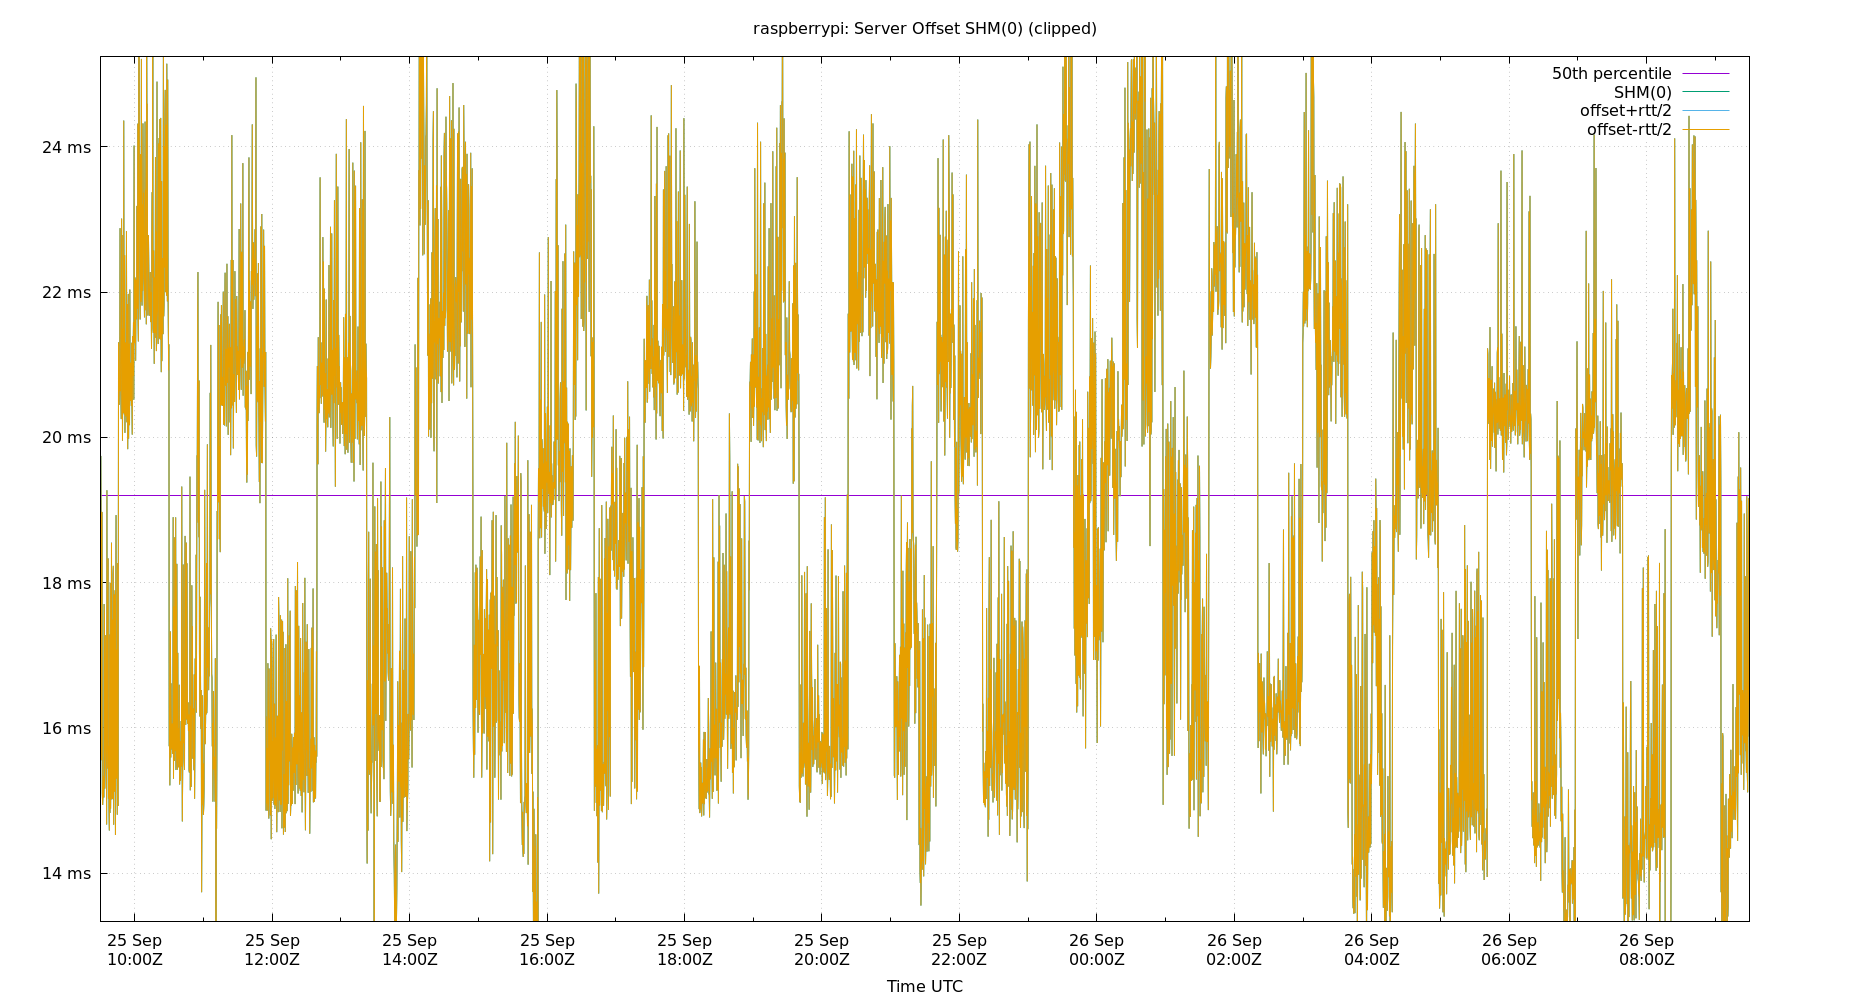 raspberrypi: Server Offset SHM(0) (clipped)
50th percentile
SHM(0)
offset+rtt/2
offset-rtt/2
24 ms
22 ms
20 ms
18 ms
16 ms
14 ms
25 Sep 25 Sep 25 Sep 25 Sep 25 Sep 25 Sep 25 Sep 26 Sep 26 Sep 26 Sep 26 Sep 26 Sep
10:00Z 12:00Z 14:00Z 16:00Z 18:00Z 20:00Z 22:00Z 00:00Z 02:00Z 04:00Z 06:00Z 08:00Z
Time UTC